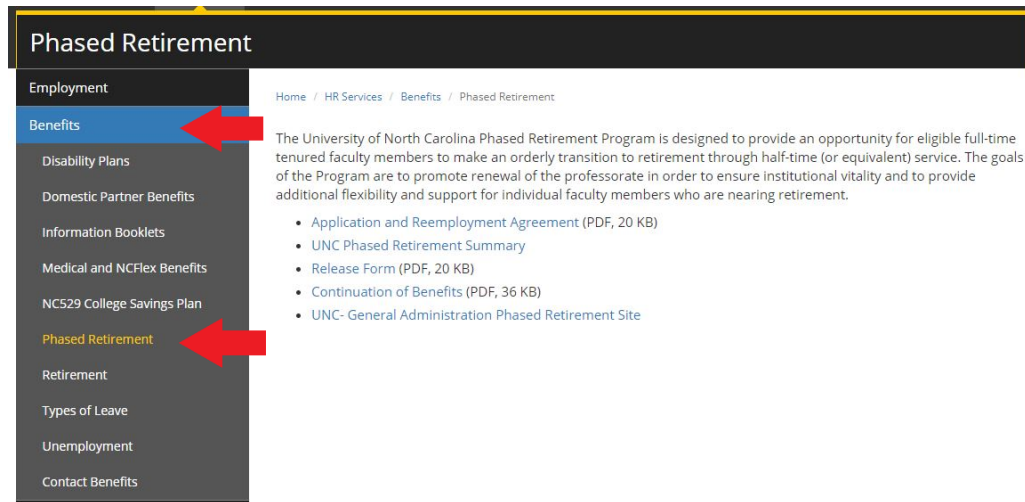 Phased Retirement
Employment
Benefits
Disability Plans
Domestic Partner Benefits
Information Booklets
Medical and NCFlex Benefits
NC529 College Savings Plan
Phased Retirement
Retirement
Types of Leave
Unemployment
Contact Benefits
Home / HR Services / Benefits / Phased Retirement
The University of North Carolina Phased Retirement Program is designed to provide an opportunity for eligible full-time
tenured faculty members to make an orderly transition to retirement through half-time (or equivalent) service. The goals
of the Program are to promote renewal of the professorate in order to ensure institutional vitality and to provide
additional flexibility and support for individual faculty members who are nearing retirement.
• Application and Reemployment Agreement (PDF, 20 KB)
• UNC Phased Retirement Summary
• Release Form (PDF, 20 KB)
• Continuation of Benefits (PDF, 36 KB)
• UNC- General Administration Phased Retirement Site